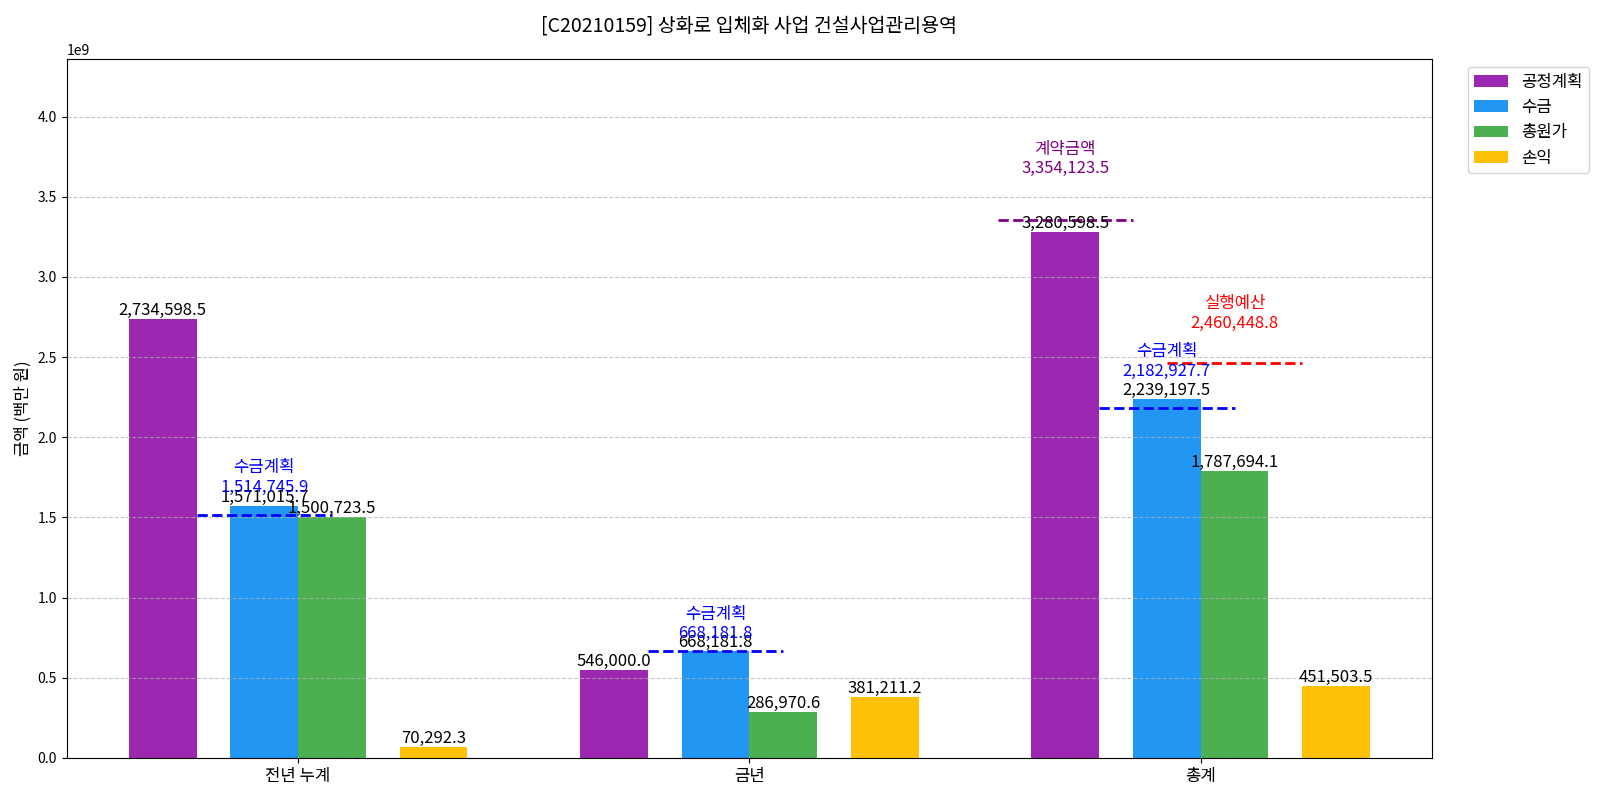 [C20210159] 상화로 입체화 사업 건설사업관리용역
1e9
금액 (백만 원)
4.0
3.5
3.0
2.5
2.0
1.5
1.0
0.5
0.0
2,734,598.5
수금계획
1,514,745.9
1,571,015.7
1,500,723.5
70,292.3
546,000.0
수금계획
668,181.8
668,181.8
286,970.6
381,211.2
계약금액
3,354,123.5
3,280,598.5
실행예산
2,460,448.8
수금계획
2,182,927.7
2,239,197.5
1,787,694.1
451,503.5
전년 누계
금년
총계
공정계획
수금
총원가
손익